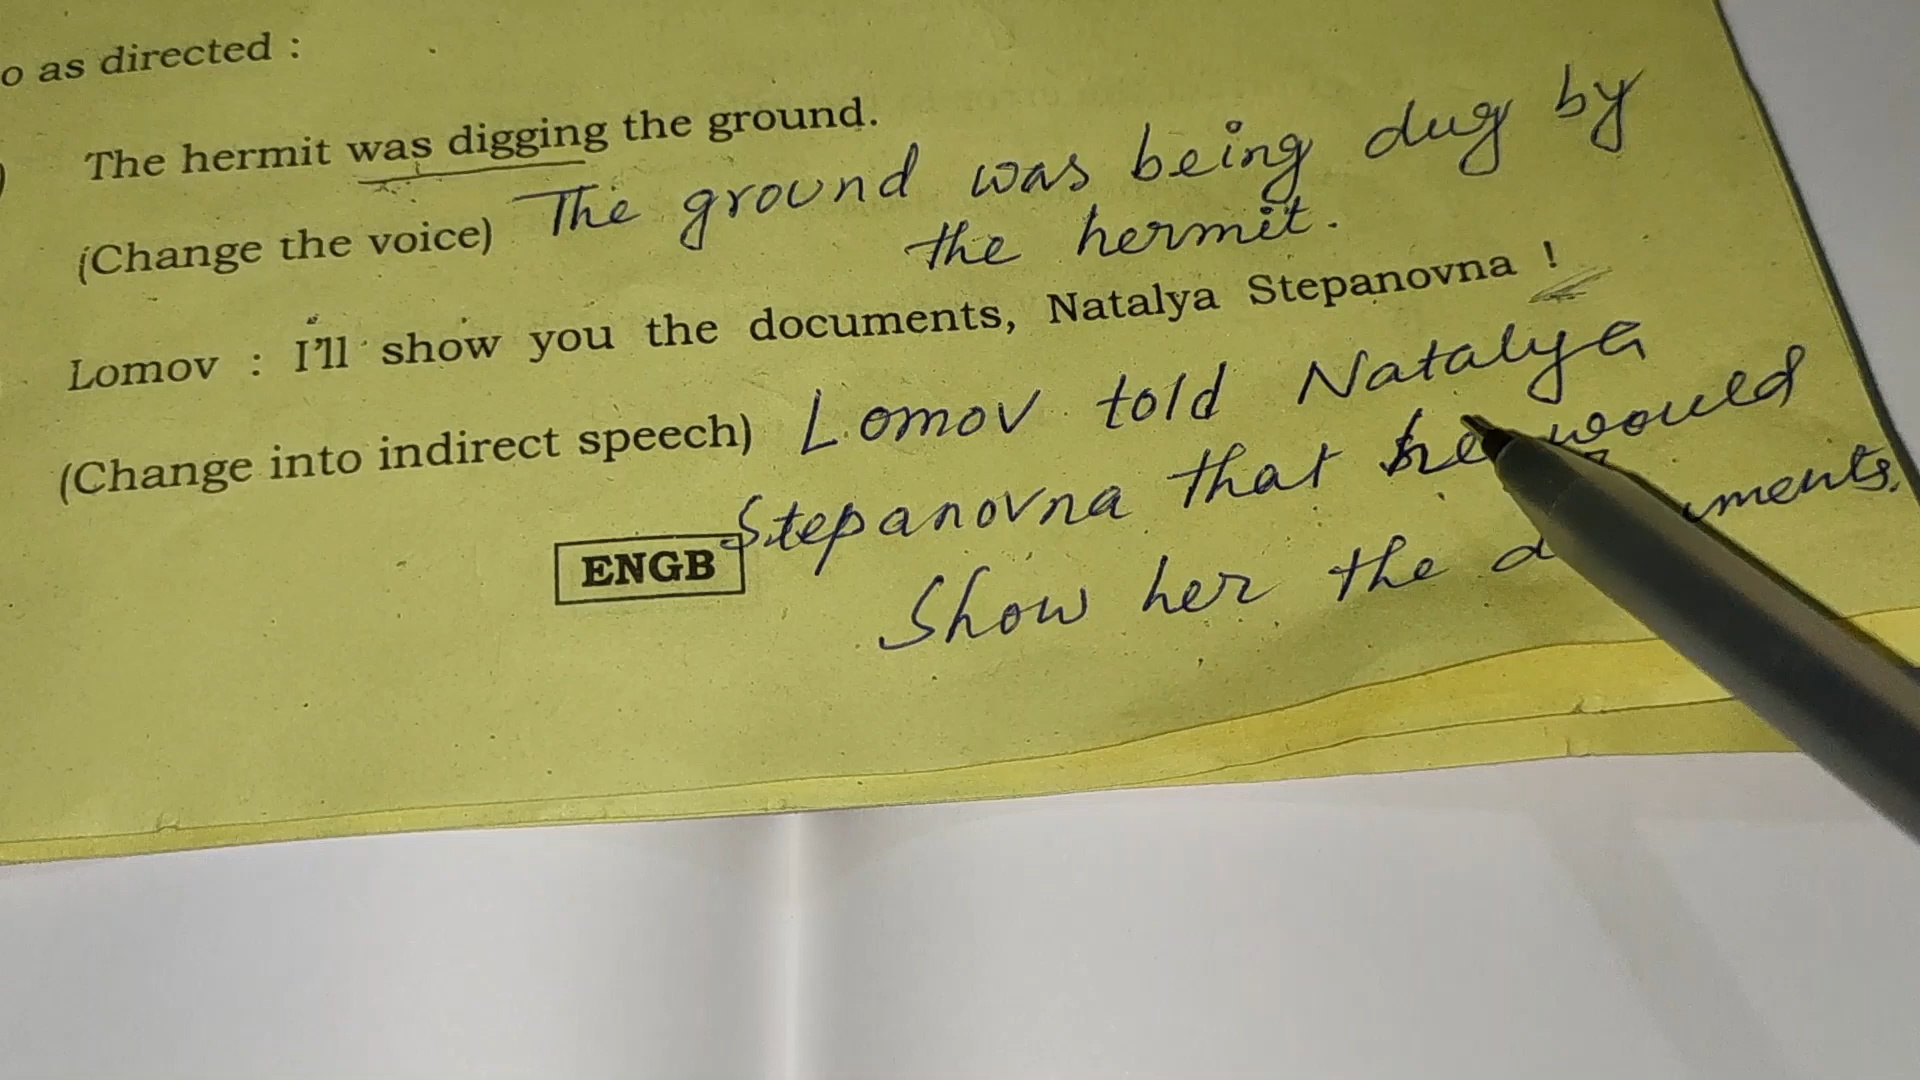 o as directed :
The hermit was digging the ground.
(Change the voice) The ground was being dug by
the hermit.
Lomov : I'll show you the documents, Natalya Stepanovna !
(Change into indirect speech) Lomov told Natalya
Stepanovna that he would
ENGB
Show her the d ments.